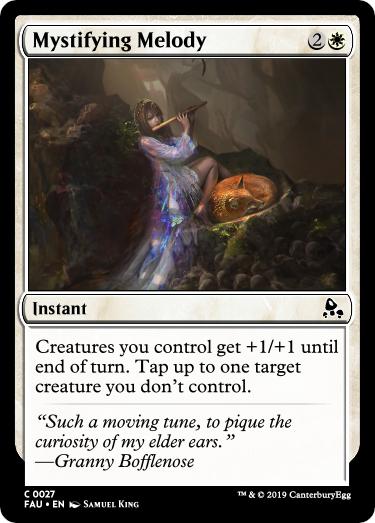 Mystifying Melody 2
Instant
Creatures you control get +1/+1 until
end of turn. Tap up to one target
creature you don't control.
“Such a moving tune, to pique the
curiosity of my elder ears.”
—Granny Bofflenose
C 0027
FAU • EN Samuel King
™ & © 2019 CanterburyEgg